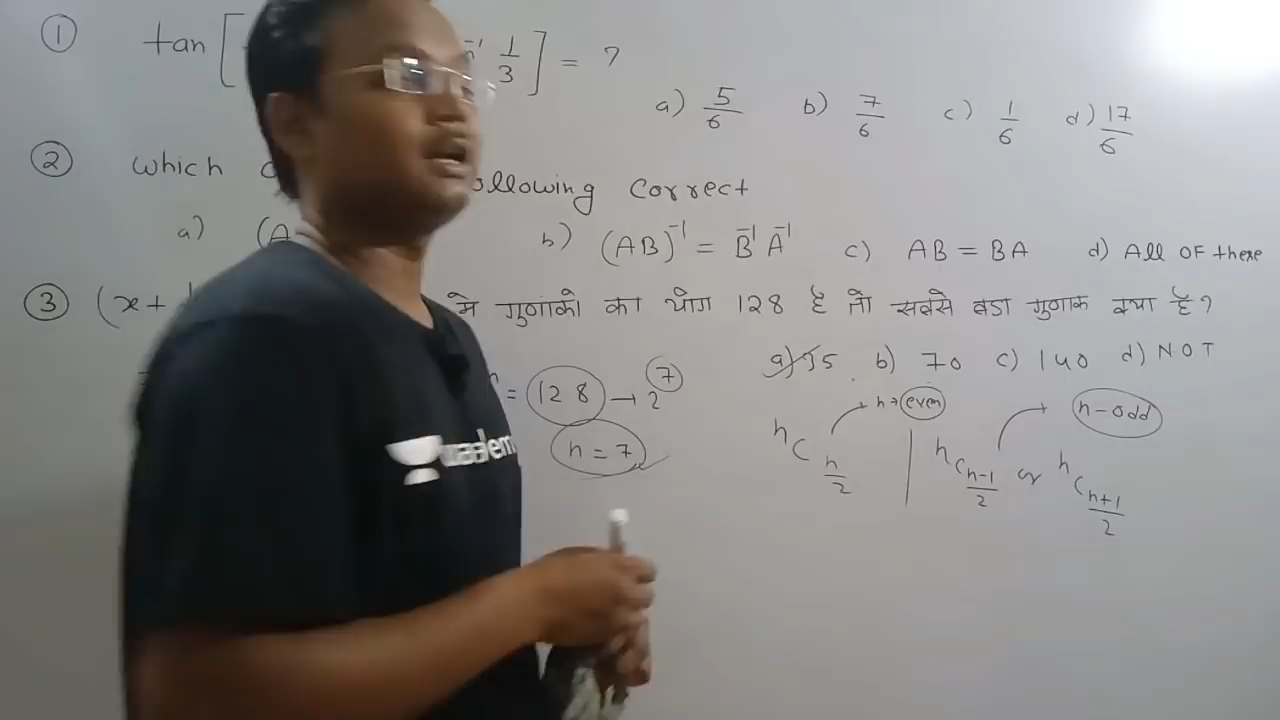 ① tan [ ⁻¹ 1/3 ] = ?
a) 5/6 b) 7/6 c) 1/6 d) 17/6
② which ollowing correct
a) (A b) (AB)⁻¹ = B⁻¹ A⁻¹ c) AB = BA d) All OF there
③ (x + मे गुणांको का योग 128 है तो सबसे बडा गुणांक क्या है?
a) 35 b) 70 c) 140 d) NOT
= 128 → 2⁷
n = 7
ⁿC n/2 n → even
ⁿC n-1/2 or ⁿC n+1/2 n-odd